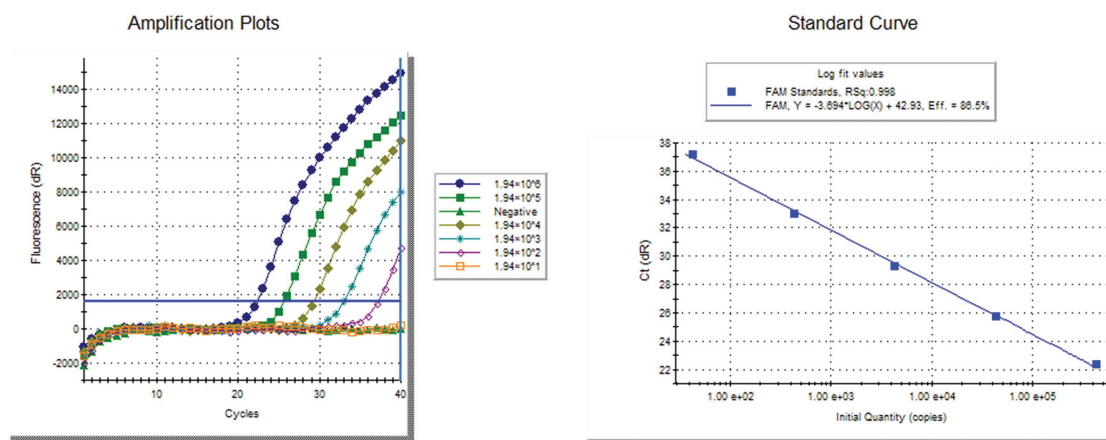 Amplification Plots
Standard Curve
Fluorescence (dR)
14000
12000
10000
8000
6000
4000
2000
0
-2000
10
20
30
40
Cycles
1.94×10^6
1.94×10^5
Negative
1.94×10^4
1.94×10^3
1.94×10^2
1.94×10^1
Log fit values
FAM Standards, RSq:0.998
FAM, Y = -3.694*LOG(X) + 42.93, Eff. = 86.5%
Ct (dR)
38
36
34
32
30
28
26
24
22
1.00 e+02
1.00 e+03
1.00 e+04
1.00 e+05
Initial Quantity (copies)